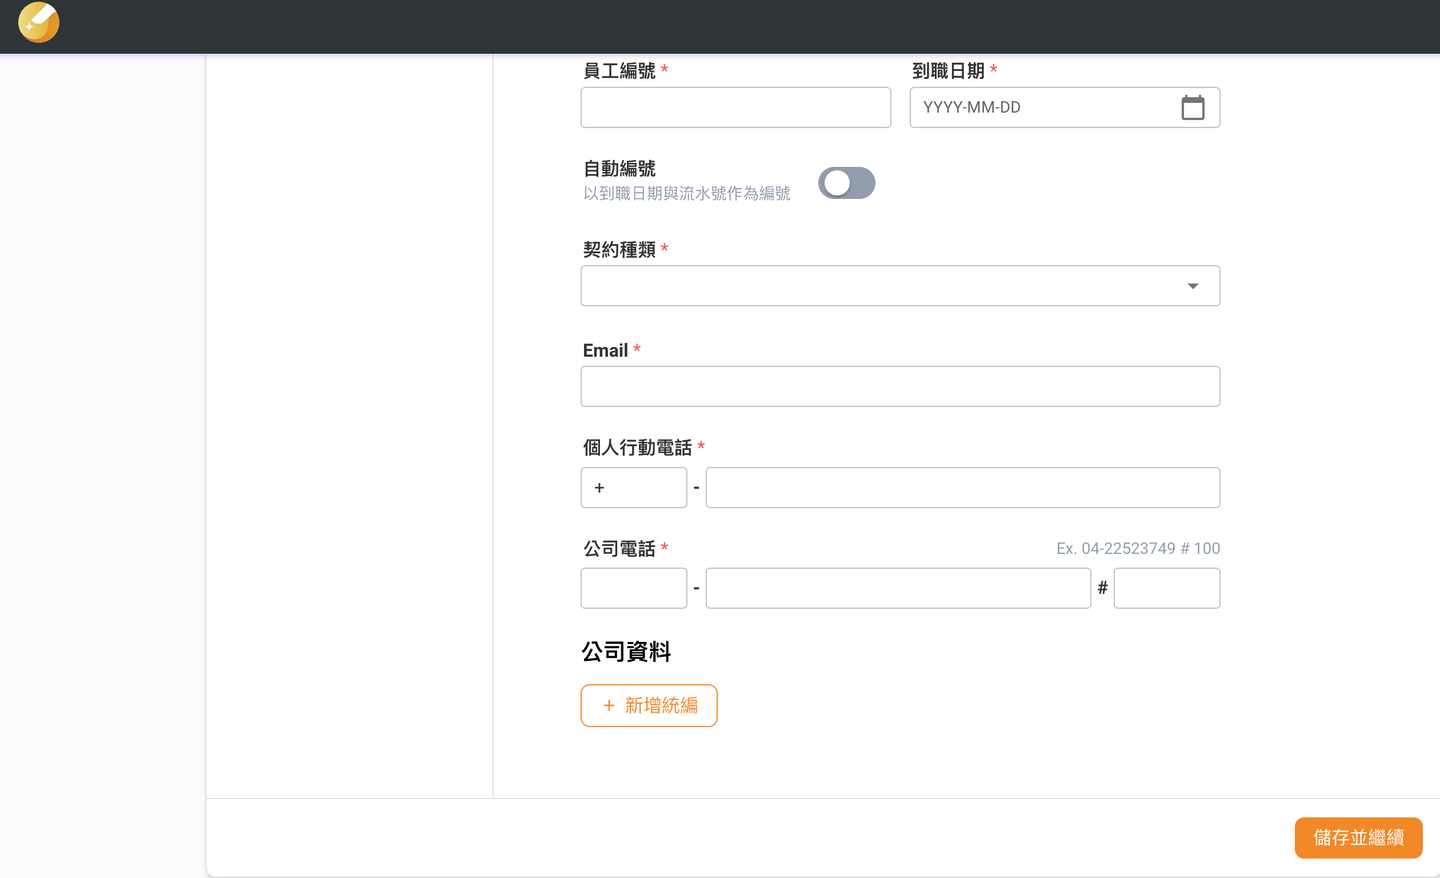 員工編號 *
到職日期 *
YYYY-MM-DD
自動編號
以到職日期與流水號作為編號
契約種類 *
Email *
個人行動電話 *
+ -
公司電話 *
Ex. 04-22523749 # 100
- #
公司資料
+ 新增統編
儲存並繼續